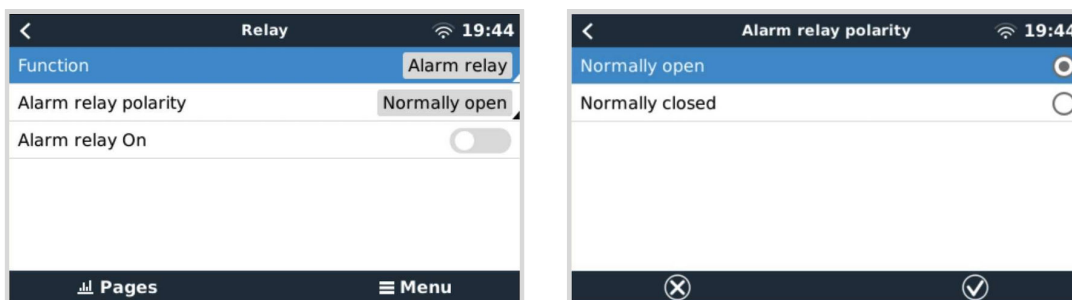 Relay 19:44
Function Alarm relay
Alarm relay polarity Normally open
Alarm relay On
Pages Menu
Alarm relay polarity 19:44
Normally open
Normally closed